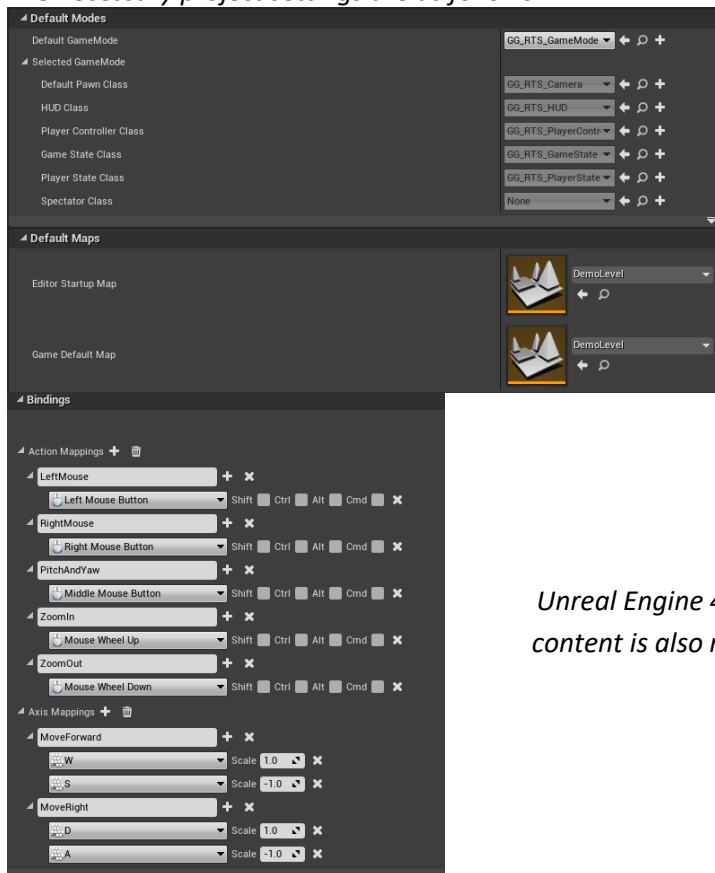 Default Modes
Default GameMode GG_RTS_GameMode
Selected GameMode
Default Pawn Class GG_RTS_Camera
HUD Class GG_RTS_HUD
Player Controller Class GG_RTS_PlayerContr
Game State Class GG_RTS_GameState
Player State Class GG_RTS_PlayerState
Spectator Class None
Default Maps
Editor Startup Map DemoLevel
Game Default Map DemoLevel
Bindings
Action Mappings
LeftMouse
Left Mouse Button Shift Ctrl Alt Cmd
RightMouse
Right Mouse Button Shift Ctrl Alt Cmd
PitchAndYaw
Middle Mouse Button Shift Ctrl Alt Cmd
ZoomIn
Mouse Wheel Up Shift Ctrl Alt Cmd
ZoomOut
Mouse Wheel Down Shift Ctrl Alt Cmd
Axis Mappings
MoveForward
W Scale 1.0
S Scale -1.0
MoveRight
D Scale 1.0
A Scale -1.0
Unreal Engine 4
content is also